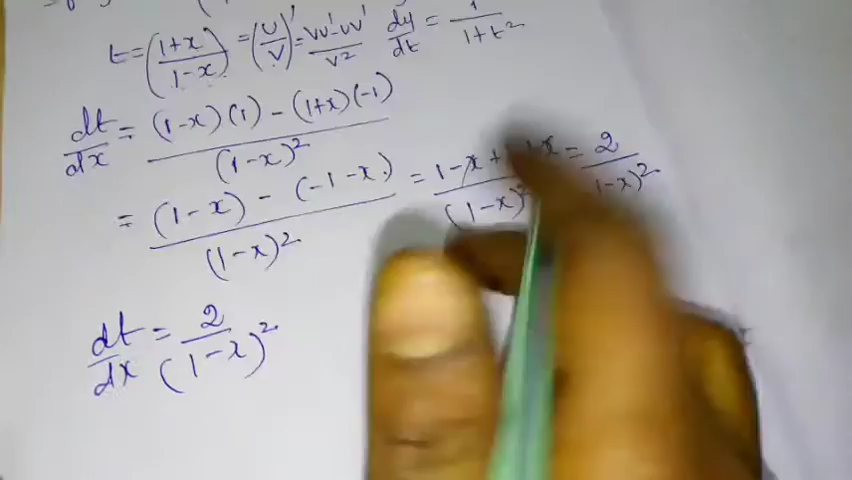 t = (1+x / 1-x) = (u/v)' = vu'-uv' / v² dy/dt = 1 / 1+t²
dt/dx = (1-x)(1) - (1+x)(-1) / (1-x)²
= (1-x) - (-1-x) / (1-x)² = 1-x+ x / (1-x)² = 2 / 1-x)²
dt/dx = 2 / (1-x)²